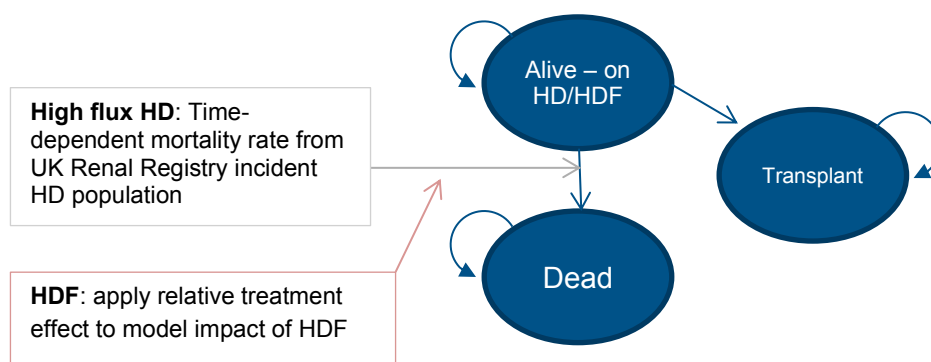 Alive – on
HD/HDF
High flux HD: Time-
dependent mortality rate from
UK Renal Registry incident
HD population
Transplant
Dead
HDF: apply relative treatment
effect to model impact of HDF